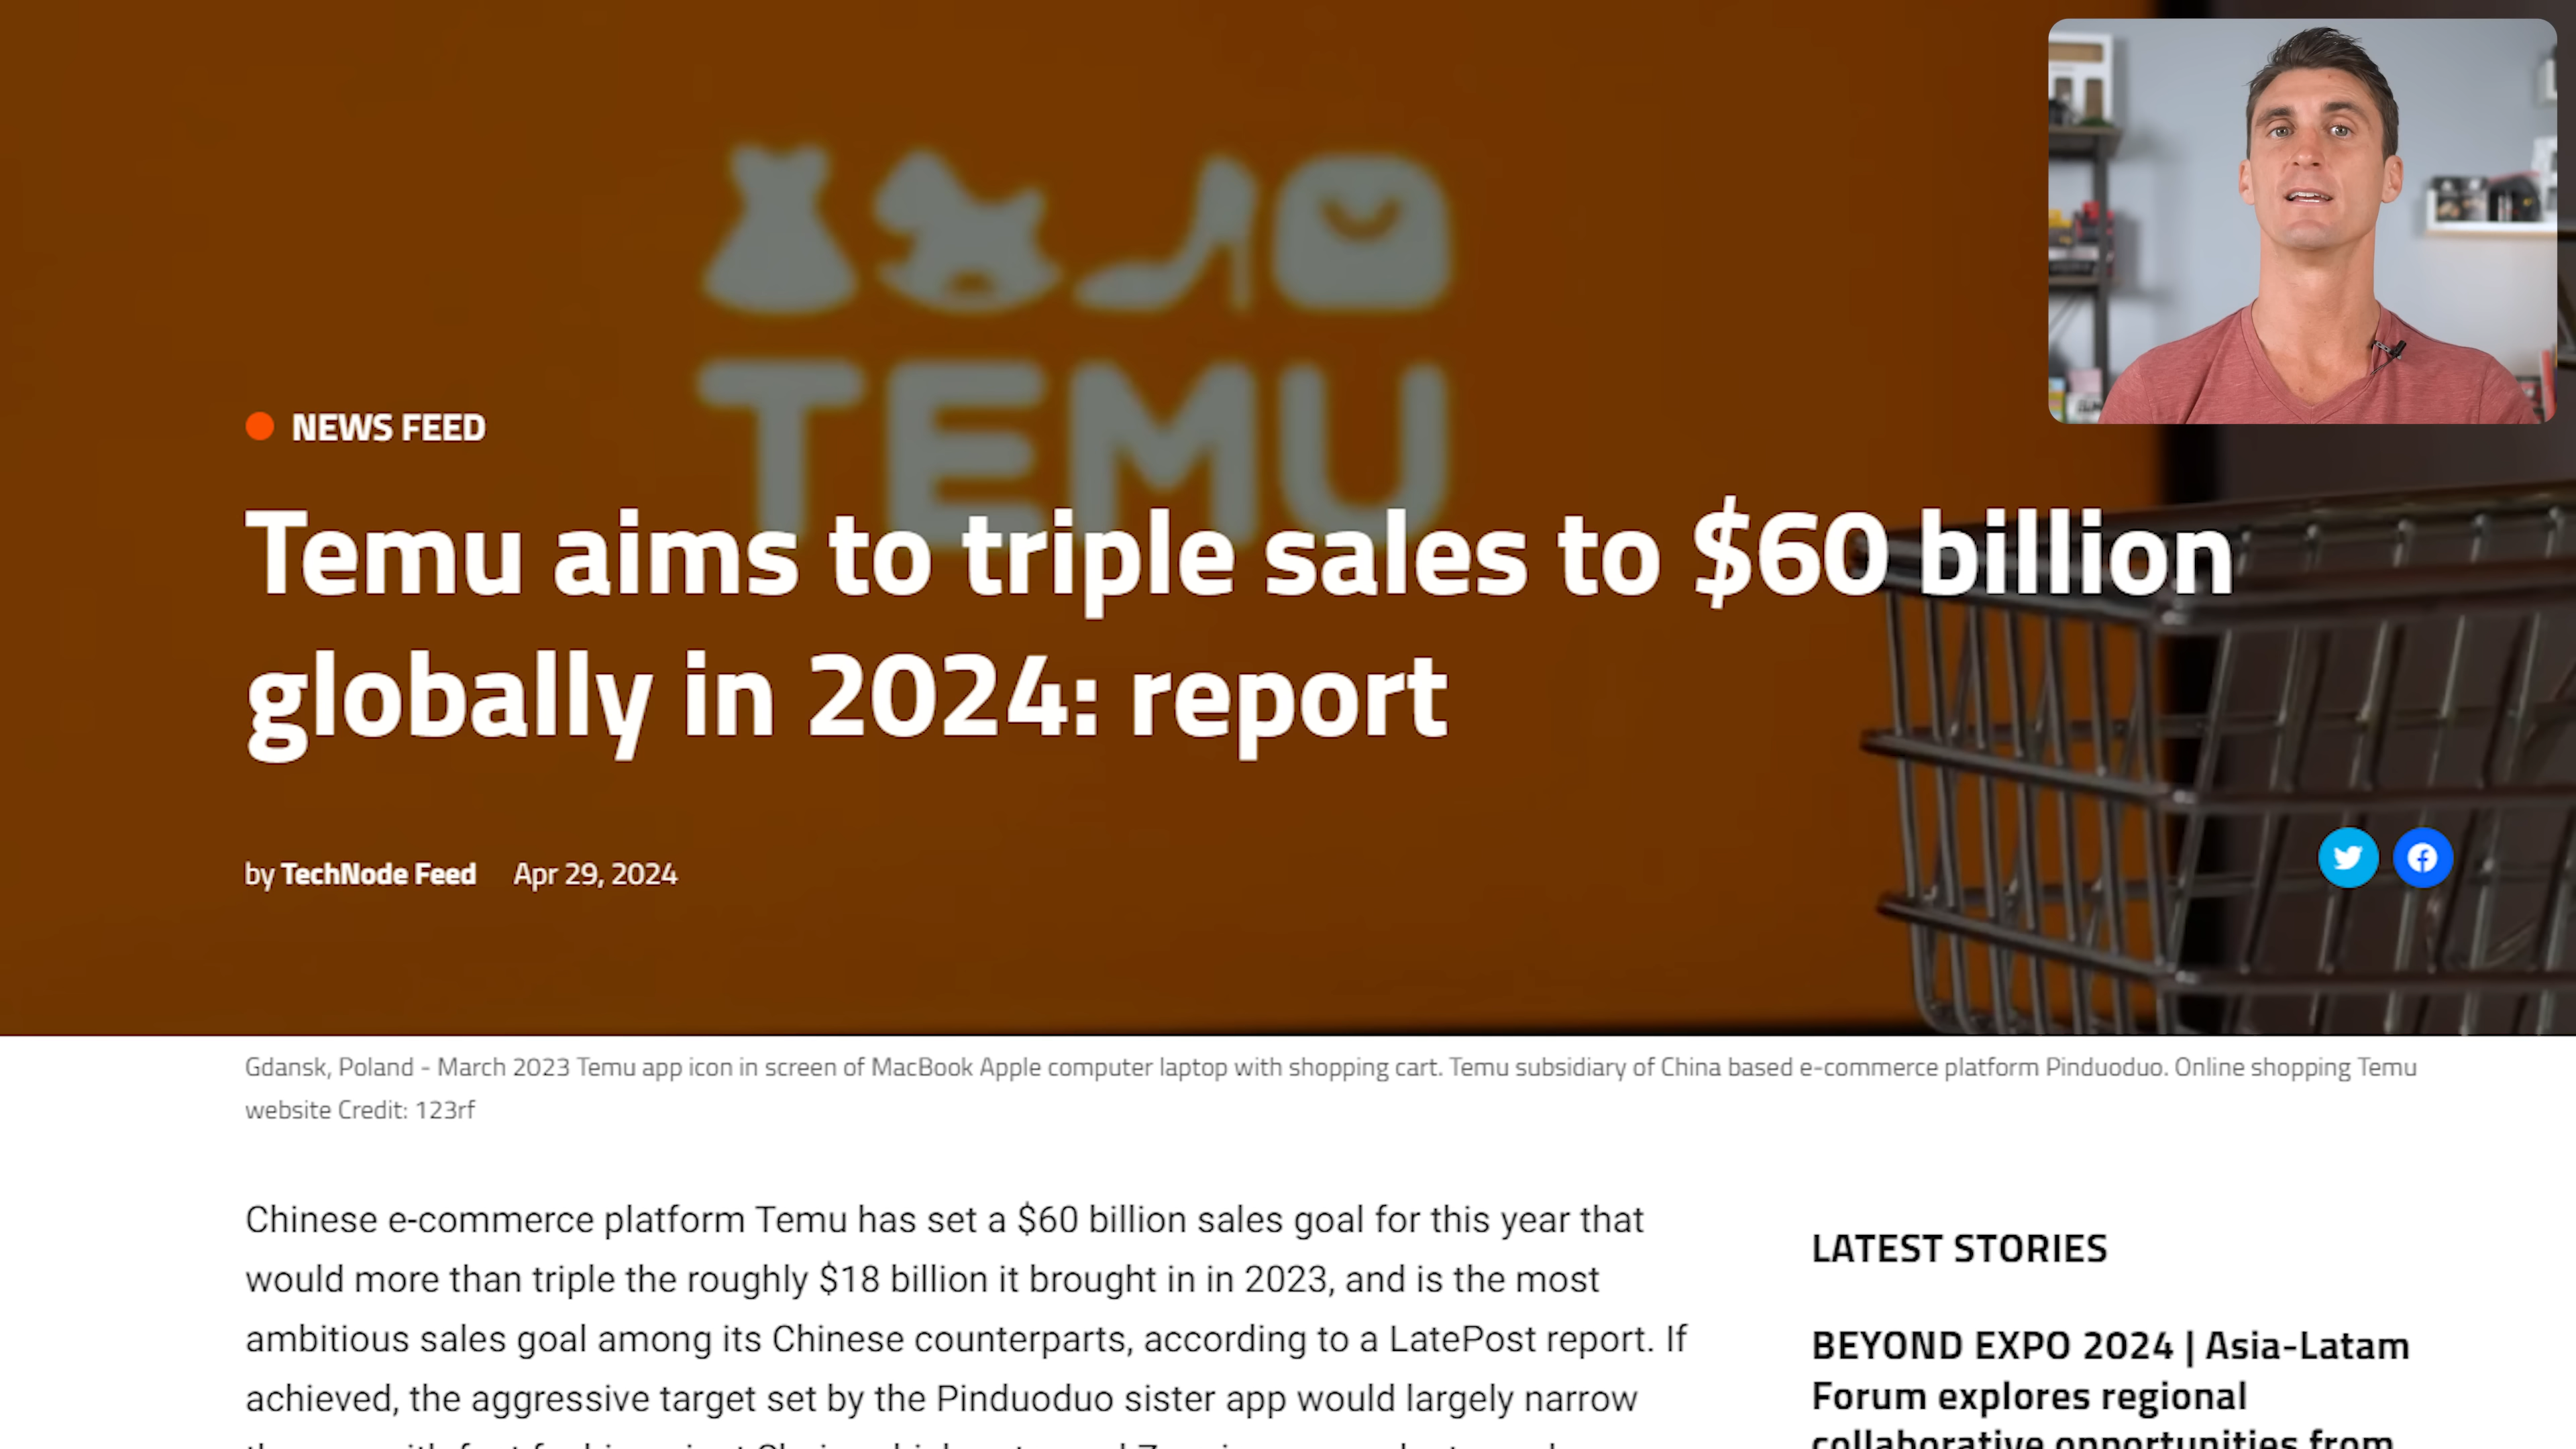 TEMU
NEWS FEED
Temu aims to triple sales to $60 billion
globally in 2024: report
by TechNode Feed Apr 29, 2024
Gdansk, Poland - March 2023 Temu app icon in screen of MacBook Apple computer laptop with shopping cart. Temu subsidiary of China based e-commerce platform Pinduoduo. Online shopping Temu
website Credit: 123rf
Chinese e-commerce platform Temu has set a $60 billion sales goal for this year that
would more than triple the roughly $18 billion it brought in in 2023, and is the most
ambitious sales goal among its Chinese counterparts, according to a LatePost report. If
achieved, the aggressive target set by the Pinduoduo sister app would largely narrow
LATEST STORIES
BEYOND EXPO 2024 | Asia-Latam
Forum explores regional
collaborative opportunities from